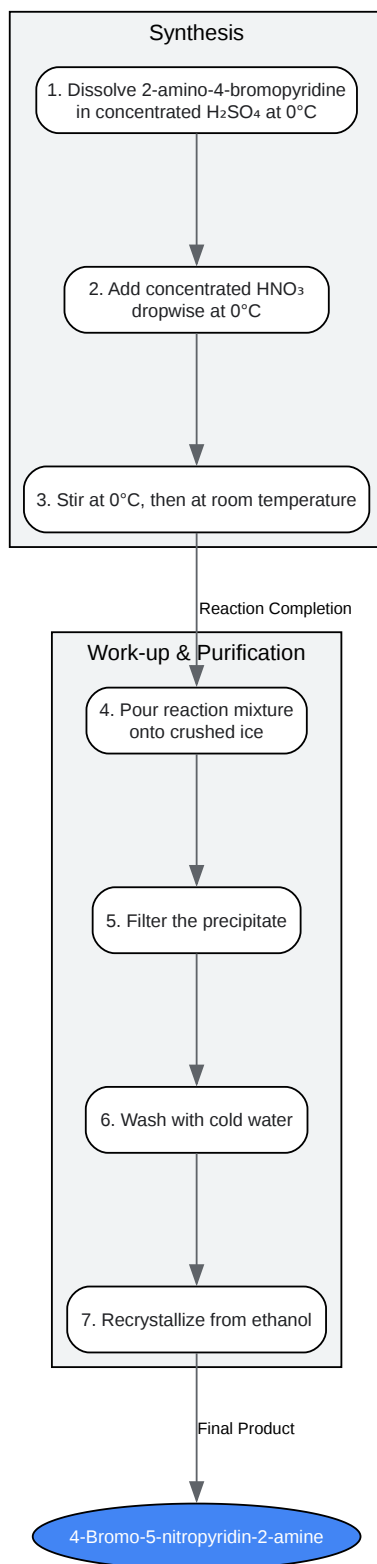 Synthesis
1. Dissolve 2-amino-4-bromopyridine
in concentrated H₂SO₄ at 0°C
2. Add concentrated HNO₃
dropwise at 0°C
3. Stir at 0°C, then at room temperature
Reaction Completion
Work-up & Purification
4. Pour reaction mixture
onto crushed ice
5. Filter the precipitate
6. Wash with cold water
7. Recrystallize from ethanol
Final Product
4-Bromo-5-nitropyridin-2-amine